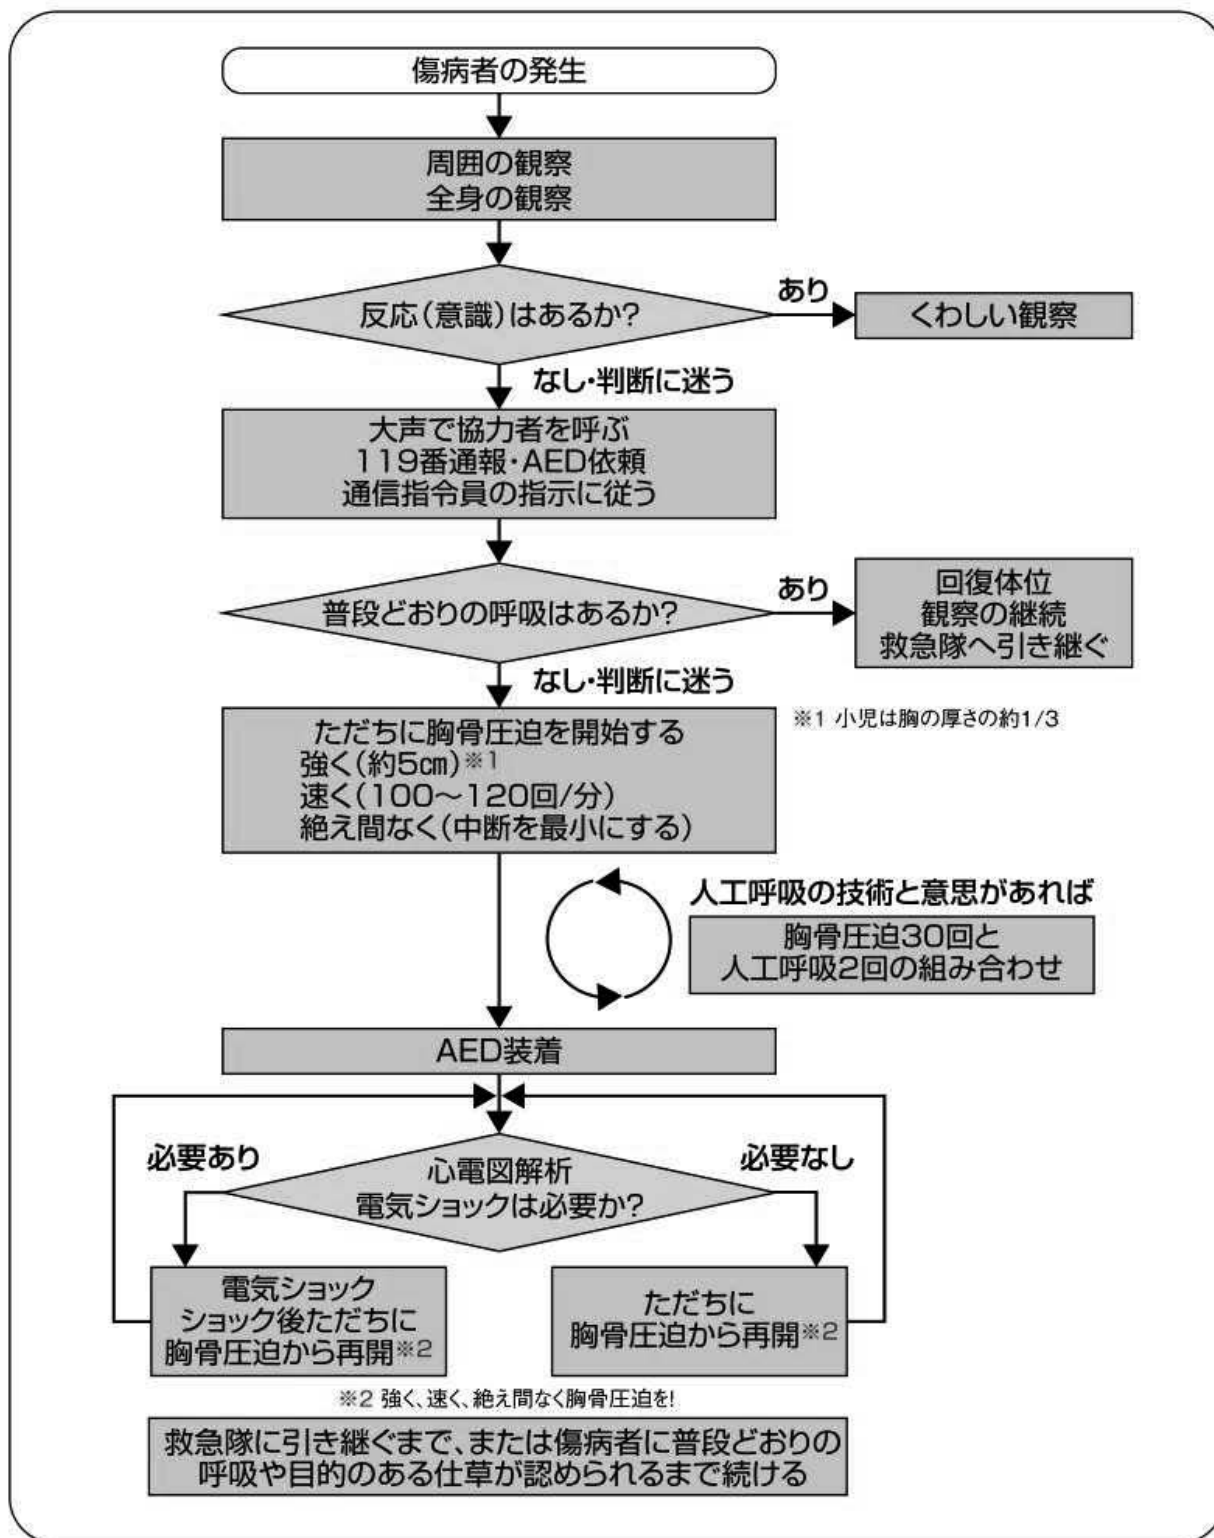 傷病者の発生
周囲の観察
全身の観察
反応(意識)はあるか?
あり
くわしい観察
なし・判断に迷う
大声で協力者を呼ぶ
119番通報・AED依頼
通信指令員の指示に従う
普段どおりの呼吸はあるか?
あり
回復体位
観察の継続
救急隊へ引き継ぐ
なし・判断に迷う
ただちに胸骨圧迫を開始する
強く(約5㎝)※1
速く(100〜120回/分)
絶え間なく(中断を最小にする)
※1 小児は胸の厚さの約1/3
人工呼吸の技術と意思があれば
胸骨圧迫30回と
人工呼吸2回の組み合わせ
AED装着
心電図解析
電気ショックは必要か?
必要あり
電気ショック
ショック後ただちに
胸骨圧迫から再開※2
必要なし
ただちに
胸骨圧迫から再開※2
※2 強く、速く、絶え間なく胸骨圧迫を!
救急隊に引き継ぐまで、または傷病者に普段どおりの
呼吸や目的のある仕草が認められるまで続ける